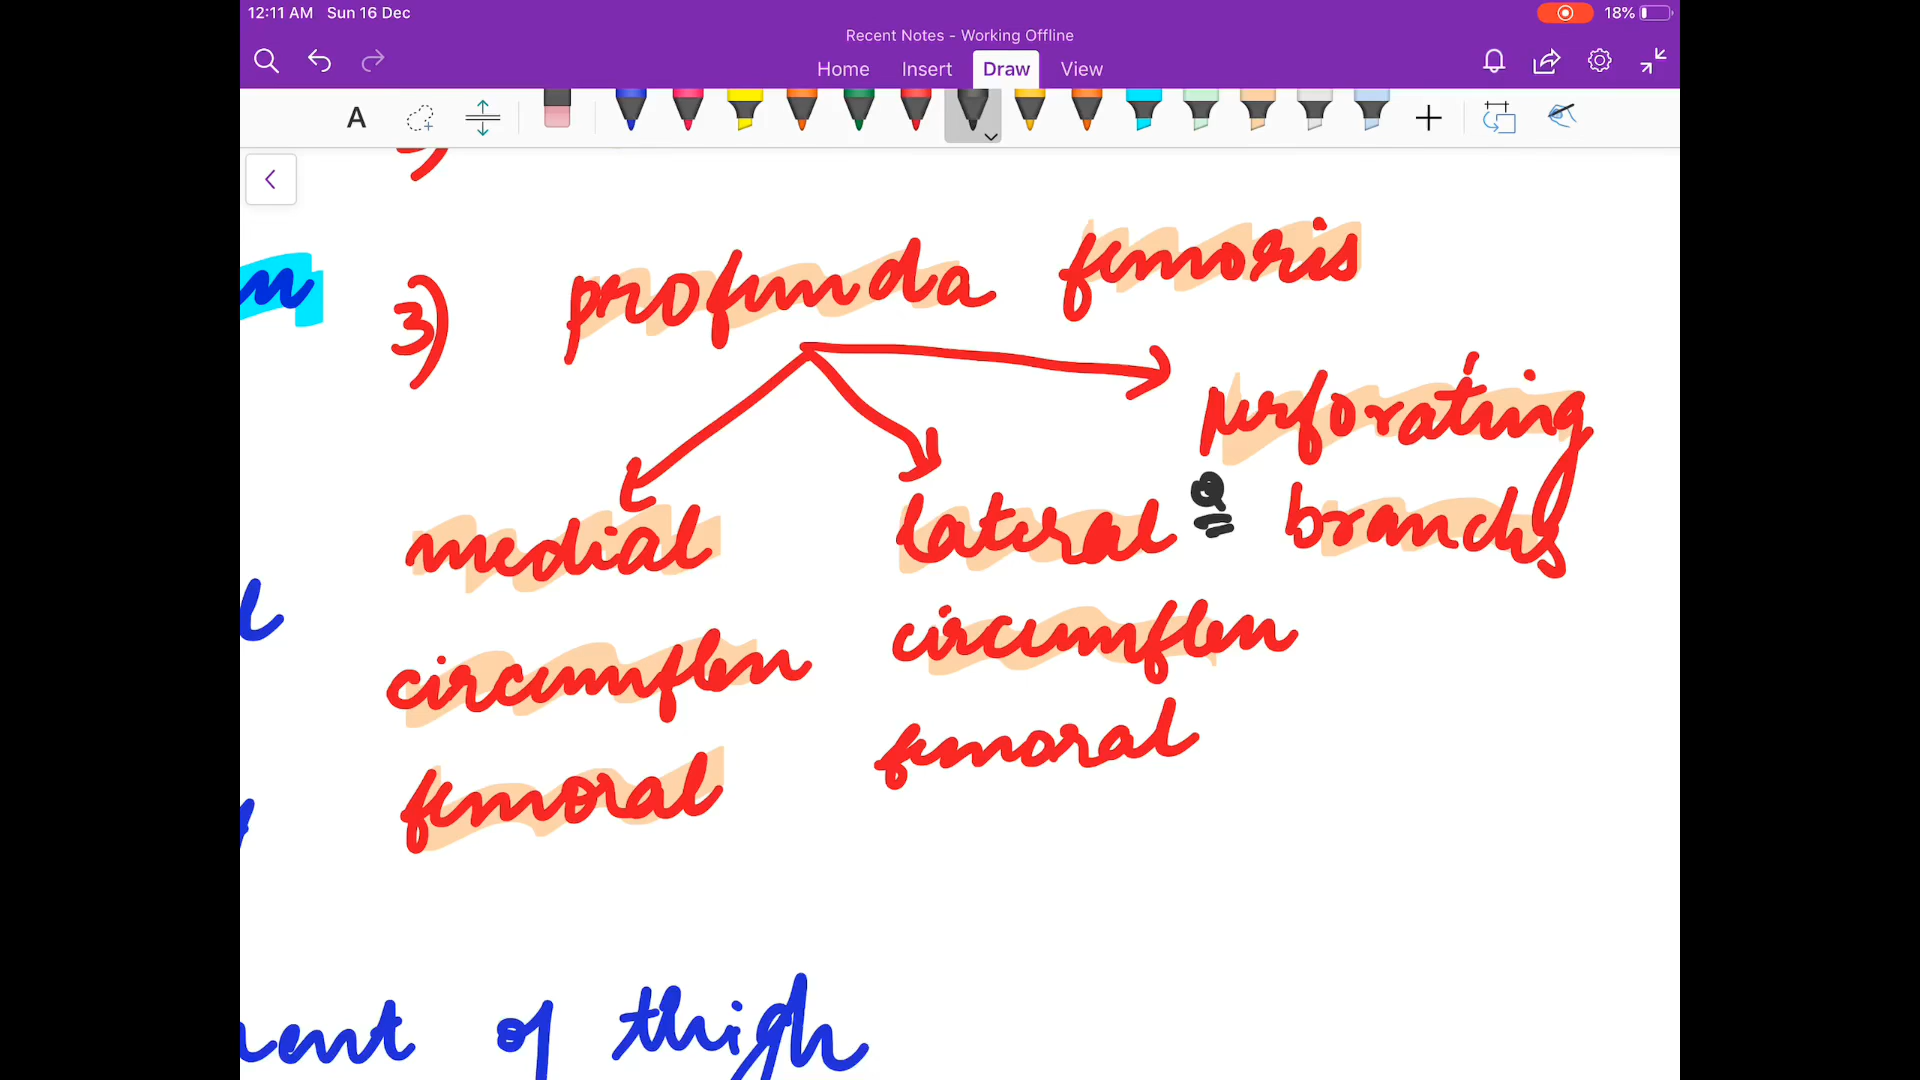 12:11 AM Sun 16 Dec
18%
Recent Notes - Working Offline
Home Insert Draw View
A
3) profunda femoris
perforating
branches
medial
circumflex
femoral
lateral
circumflex
femoral
of thigh